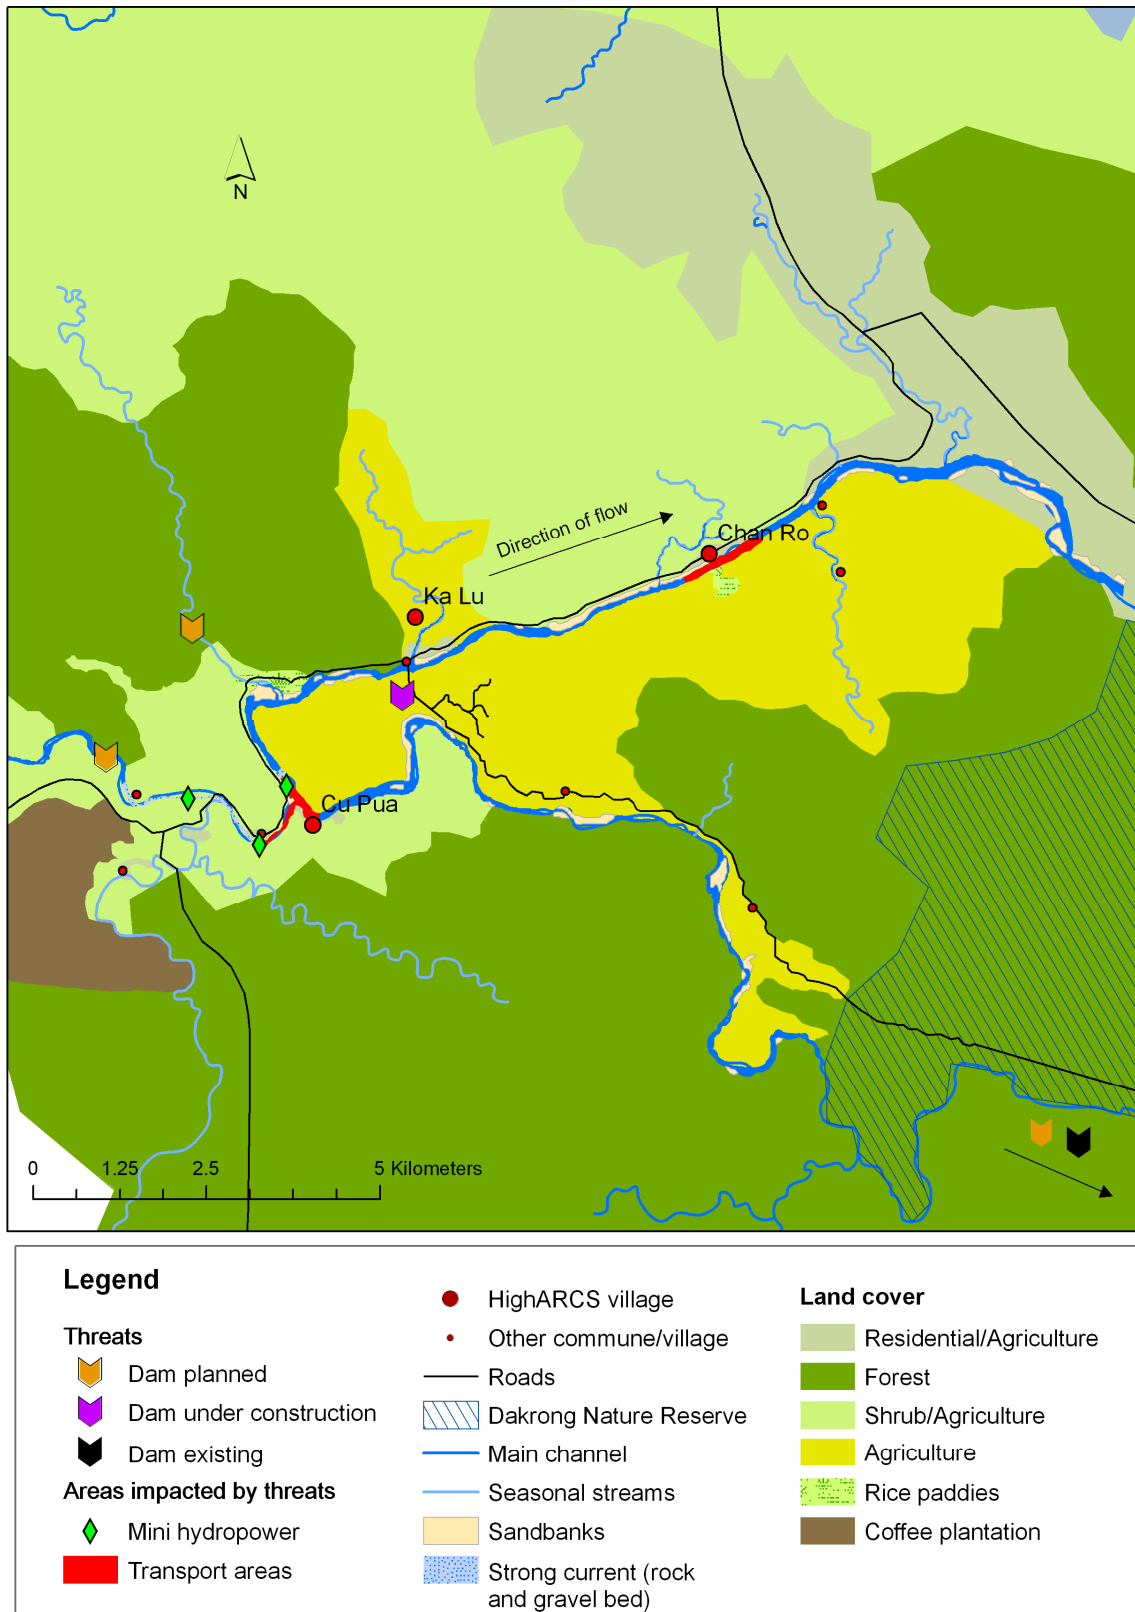 N
Direction of flow
Chan Ro
Ka Lu
Cu Pua
0 1.25 2.5 5 Kilometers
Legend
Threats
Dam planned
Dam under construction
Dam existing
Areas impacted by threats
Mini hydropower
Transport areas
HighARCS village
Other commune/village
Roads
Dakrong Nature Reserve
Main channel
Seasonal streams
Sandbanks
Strong current (rock
and gravel bed)
Land cover
Residential/Agriculture
Forest
Shrub/Agriculture
Agriculture
Rice paddies
Coffee plantation